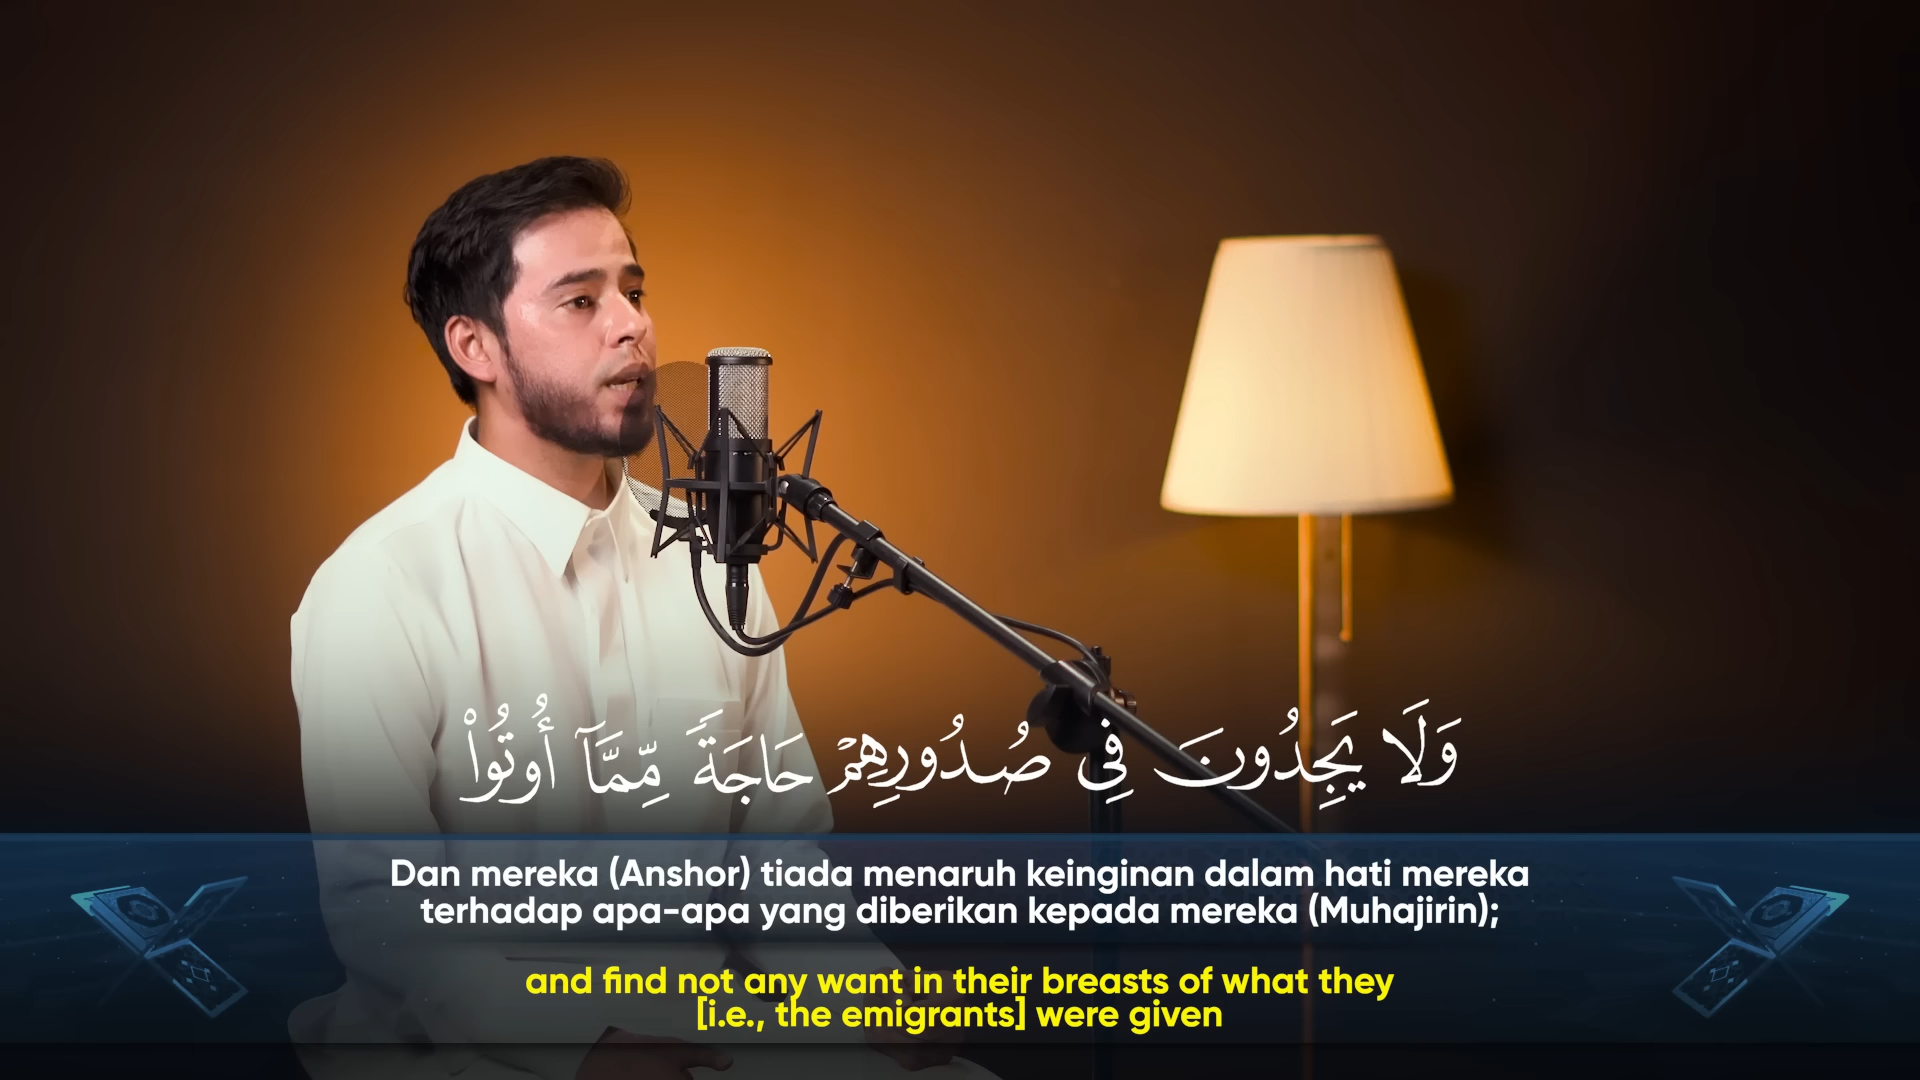 وَلَا يَجِدُونَ فِى صُدُورِهِمْ حَاجَةً مِّمَّآ أُوتُوا۟
Dan mereka (Anshor) tiada menaruh keinginan dalam hati mereka
terhadap apa-apa yang diberikan kepada mereka (Muhajirin);
and find not any want in their breasts of what they
[i.e., the emigrants] were given